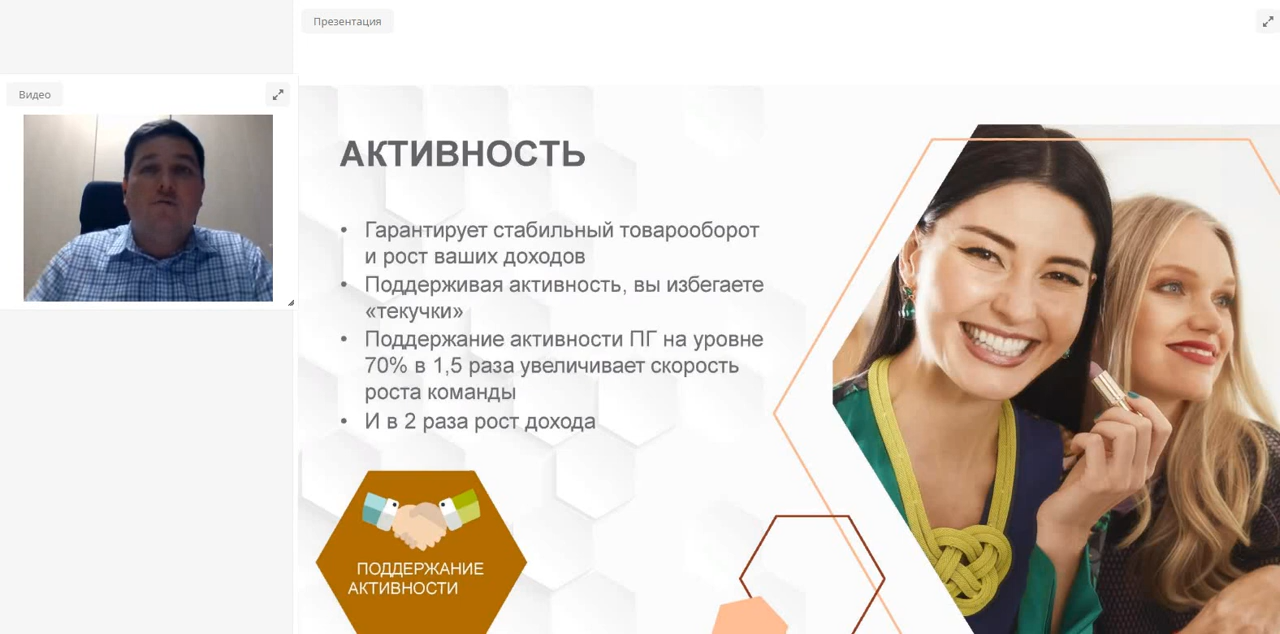 Презентация
Видео
АКТИВНОСТЬ
• Гарантирует стабильный товарооборот
и рост ваших доходов
• Поддерживая активность, вы избегаете
«текучки»
• Поддержание активности ПГ на уровне
70% в 1,5 раза увеличивает скорость
роста команды
• И в 2 раза рост дохода
ПОДДЕРЖАНИЕ
АКТИВНОСТИ